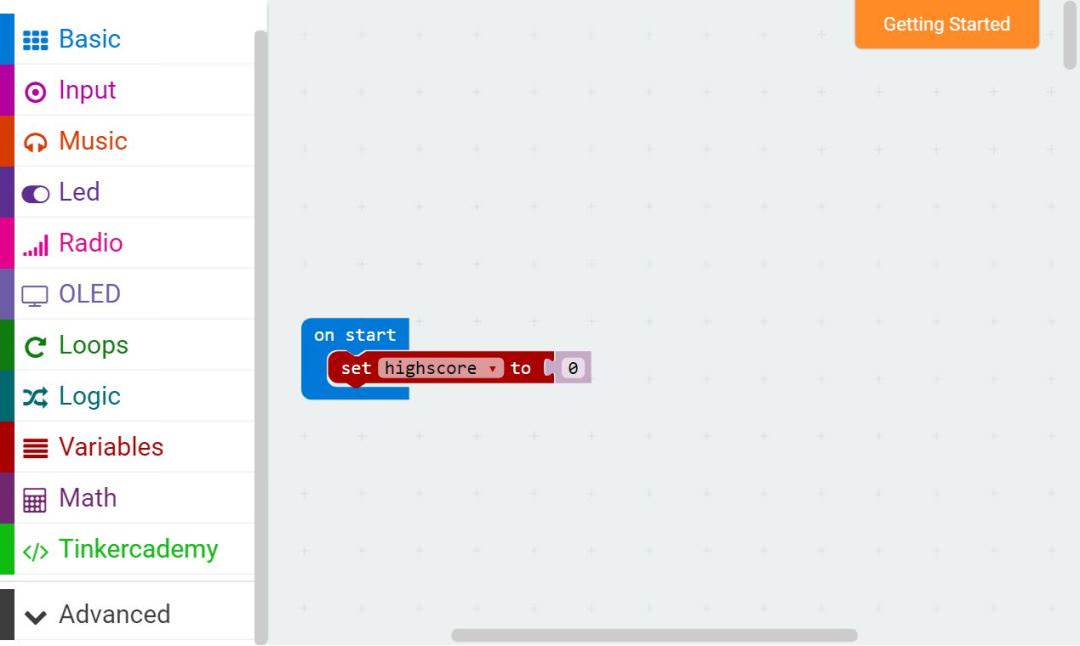 Basic
Input
Music
Led
Radio
OLED
Loops
Logic
Variables
Math
Tinkercademy
Advanced
Getting Started
on start
set highscore to 0